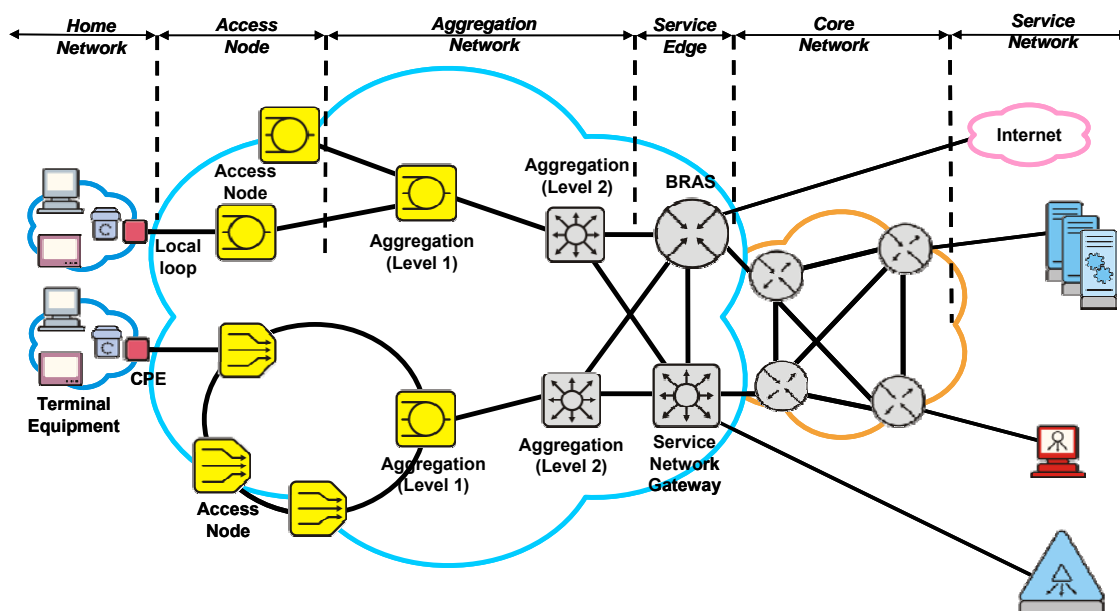 Home
Network
Access
Node
Aggregation
Network
Service
Edge
Core
Network
Service
Network
Internet
Access
Node
Aggregation
(Level 2)
BRAS
Local
loop
Aggregation
(Level 1)
CPE
Terminal
Equipment
Aggregation
(Level 1)
Aggregation
(Level 2)
Service
Network
Gateway
Access
Node